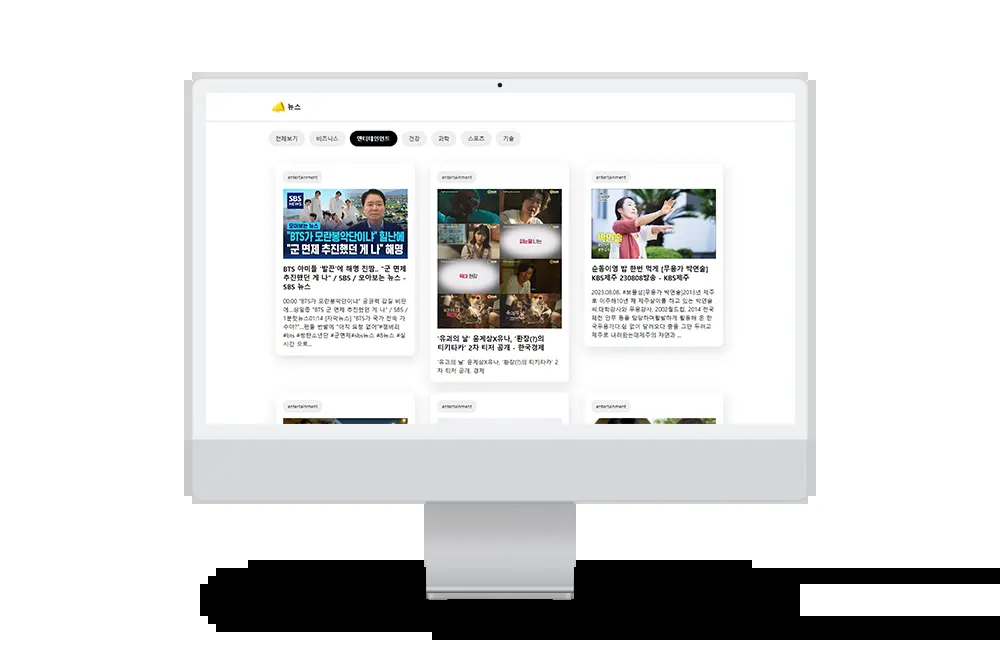 뉴스
전체보기 비즈니스 엔터테인먼트 건강 과학 스포츠 기술
entertainment
SBS NEWS
모아보는 뉴스
"BTS가 모란봉악단이냐" 힐난에
"군 면제 추진했던 게 나" 해명
BTS 아미들 '발끈'에 해명 진땀.. "군 면제
추진했던 게 나" / SBS / 모아보는 뉴스 -
SBS 뉴스
00:00 "BTS가 모란봉악단이냐" 공권력 갑질 비판
에…성일종 "BTS 군 면제 추진했던 게 나" / SBS /
1분핫뉴스01:14 [자막뉴스] "BTS가 국가 전속 가
수야?"…팬들 반발에 "아직 요청 없어"#잼버리
#bts #방탄소년단 #군면제#sbs뉴스 #8뉴스 #실
시간 으로...
entertainment
'유괴의 날' 윤계상X유나, '환장(?)의
티키타카' 2차 티저 공개 - 한국경제
'유괴의 날' 윤계상X유나, '환장(?)의 티키타카' 2
차 티저 공개, 경제
entertainment
박연술
순동이영 밥 한번 먹게 [무용가 박연술]
KBS제주 230808방송 - KBS제주
2023.08.08. #보물섬[무용가 박연술]2013년 제주
로 이주해10년 째 제주살이를 하고 있는 박연술
씨.대학강사와 무용강사, 2002월드컵, 2014 전국
체전 안무 등을 담당하며활발하게 활동해 온 한
국무용가다.쉼 없이 달려오다 춤을 그만 두려고
제주로 내려왔는데제주의 자연과 ...
entertainment
entertainment
entertainment